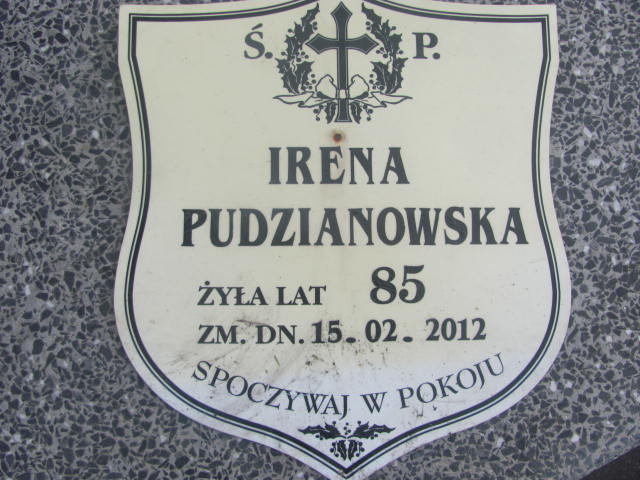 Ś. P.
IRENA
PUDZIANOWSKA
ŻYŁA LAT 85
ZM. DN. 15. 02. 2012
SPOCZYWAJ W POKOJU